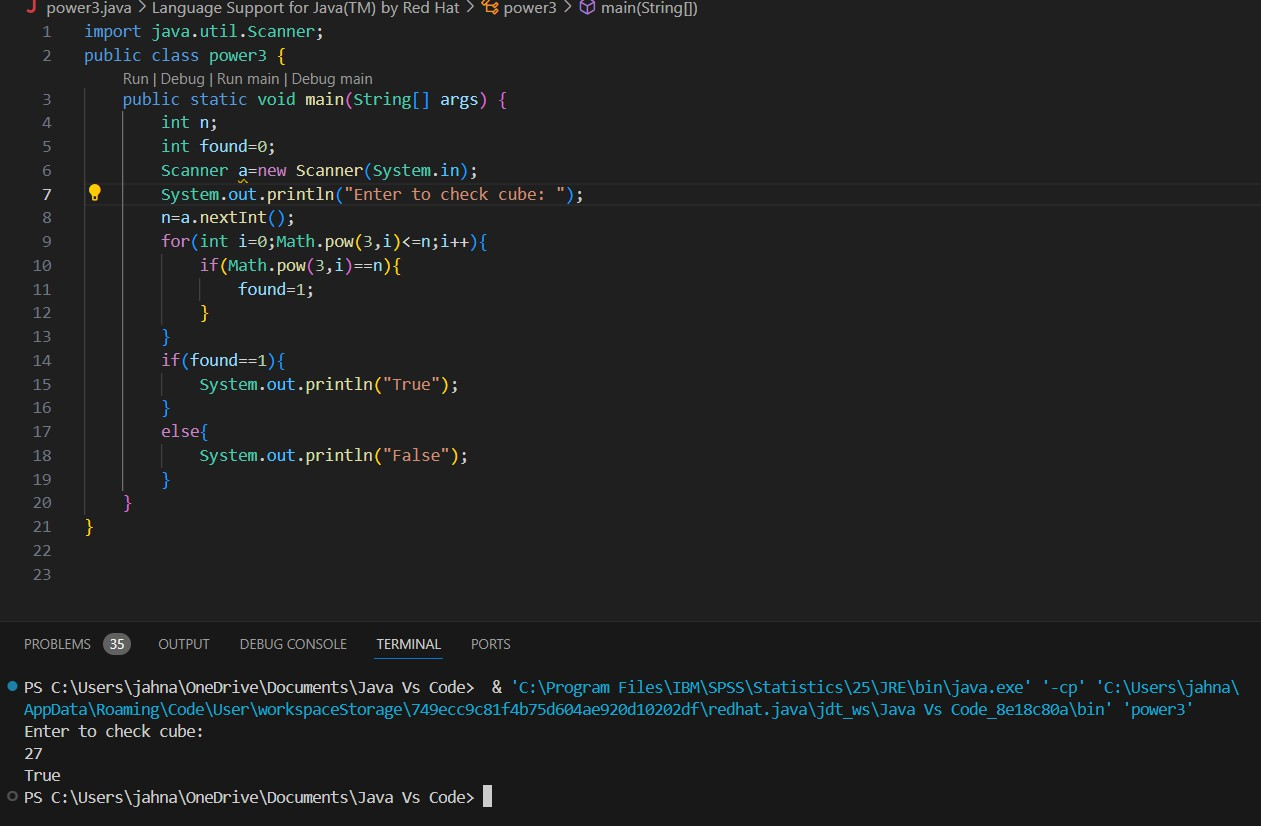 power3.java > Language Support for Java(TM) by Red Hat > power3 > main(String[])
1 import java.util.Scanner;
2 public class power3 {
Run | Debug | Run main | Debug main
3 public static void main(String[] args) {
4 int n;
5 int found=0;
6 Scanner a=new Scanner(System.in);
7 System.out.println("Enter to check cube: ");
8 n=a.nextInt();
9 for(int i=0;Math.pow(3,i)<=n;i++){
10 if(Math.pow(3,i)==n){
11 found=1;
12 }
13 }
14 if(found==1){
15 System.out.println("True");
16 }
17 else{
18 System.out.println("False");
19 }
20 }
21 }
22
23
PROBLEMS 35 OUTPUT DEBUG CONSOLE TERMINAL PORTS
PS C:\Users\jahna\OneDrive\Documents\Java Vs Code> & 'C:\Program Files\IBM\SPSS\Statistics\25\JRE\bin\java.exe' '-cp' 'C:\Users\jahna\
AppData\Roaming\Code\User\workspaceStorage\749ecc9c81f4b75d604ae920d10202df\redhat.java\jdt_ws\Java Vs Code_8e18c80a\bin' 'power3'
Enter to check cube:
27
True
PS C:\Users\jahna\OneDrive\Documents\Java Vs Code>